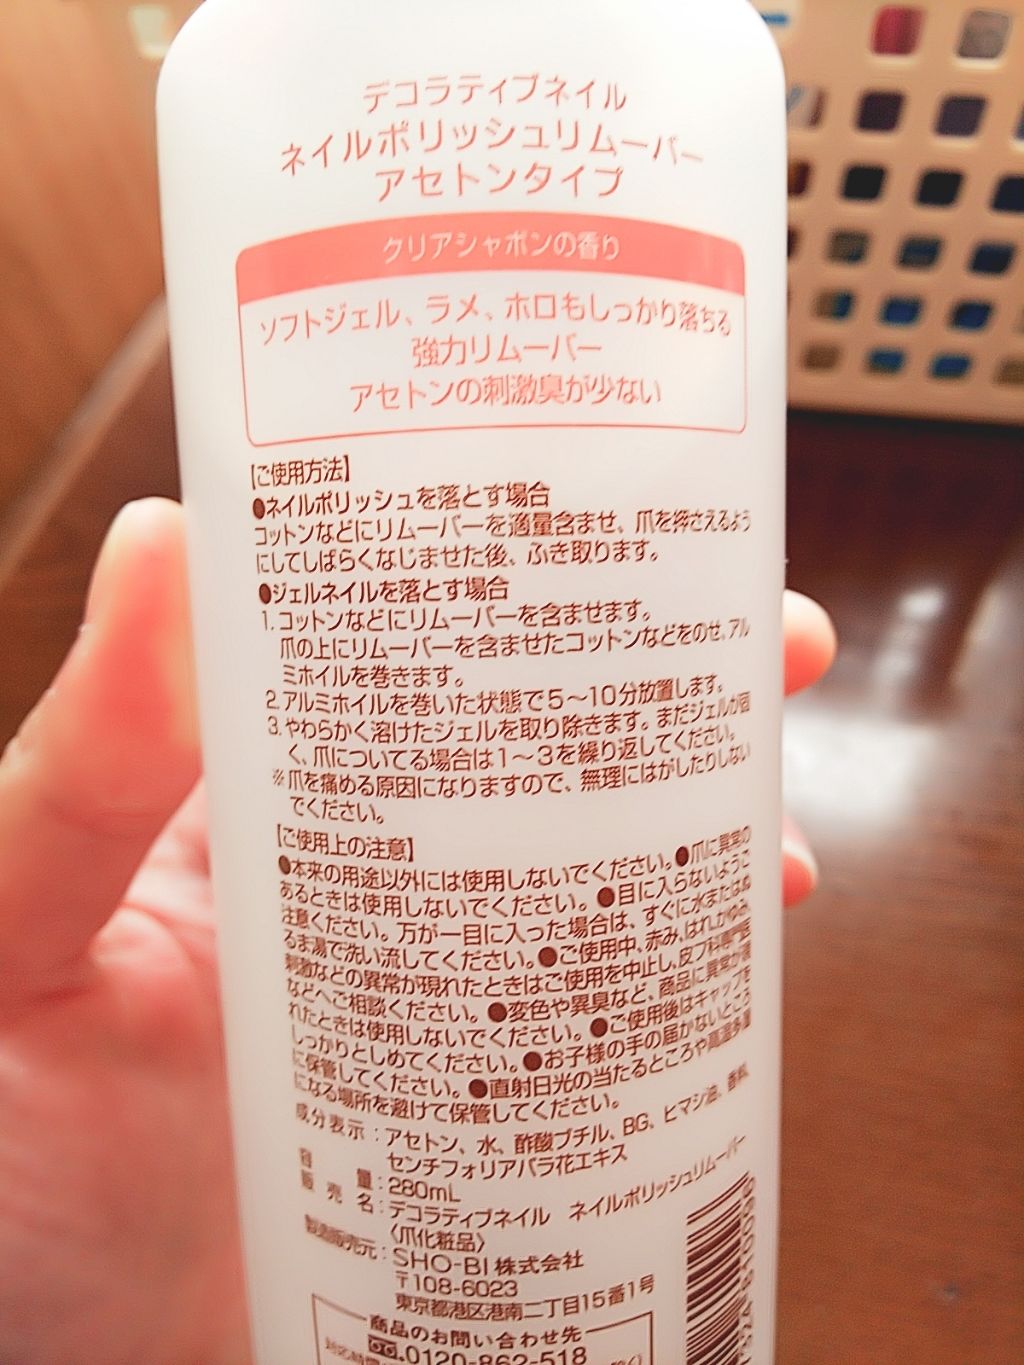 デコラティブネイル
ネイルポリッシュリムーバー
アセトンタイプ
クリアシャボンの香り
ソフトジェル、ラメ、ホロもしっかり落ちる
強力リムーバー
アセトンの刺激臭が少ない
【ご使用方法】
●ネイルポリッシュを落とす場合
コットンなどにリムーバーを適量含ませ、爪を押さえるよう
にしてしばらくなじませた後、ふき取ります。
●ジェルネイルを落とす場合
1.コットンなどにリムーバーを含ませます。
爪の上にリムーバーを含ませたコットンなどをのせ、アル
ミホイルを巻きます。
2.アルミホイルを巻いた状態で5〜10分放置します。
3.やわらかく溶けたジェルを取り除きます。まだジェルが固
く、爪についてる場合は1〜3を繰り返してください。
※爪を痛める原因になりますので、無理にはがしたりしない
でください。
【ご使用上の注意】
●本来の用途以外には使用しないでください。●爪に異常の
あるときは使用しないでください。●目に入らないようご
注意ください。万が一目に入った場合は、すぐに水またはぬ
るま湯で洗い流してください。●ご使用中、赤み、はれ、かゆみ、
刺激などの異常が現れたときはご使用を中止し、皮フ科専門医
などへご相談ください。●変色や異臭など、商品に異常が現
れたときは使用しないでください。●ご使用後はキャップを
しっかりとしめてください。●お子様の手の届かないところ
に保管してください。●直射日光の当たるところや高温多湿
になる場所を避けて保管してください。
成分表示：アセトン、水、酢酸ブチル、BG、ヒマシ油、香料、
センチフォリアバラ花エキス
容量：280mL
販売名：デコラティブネイル ネイルポリッシュリムーバー
〈爪化粧品〉
製造販売元：SHO-BI株式会社
〒108-6023
東京都港区港南二丁目15番1号
商品のお問い合わせ先
0120-862-518